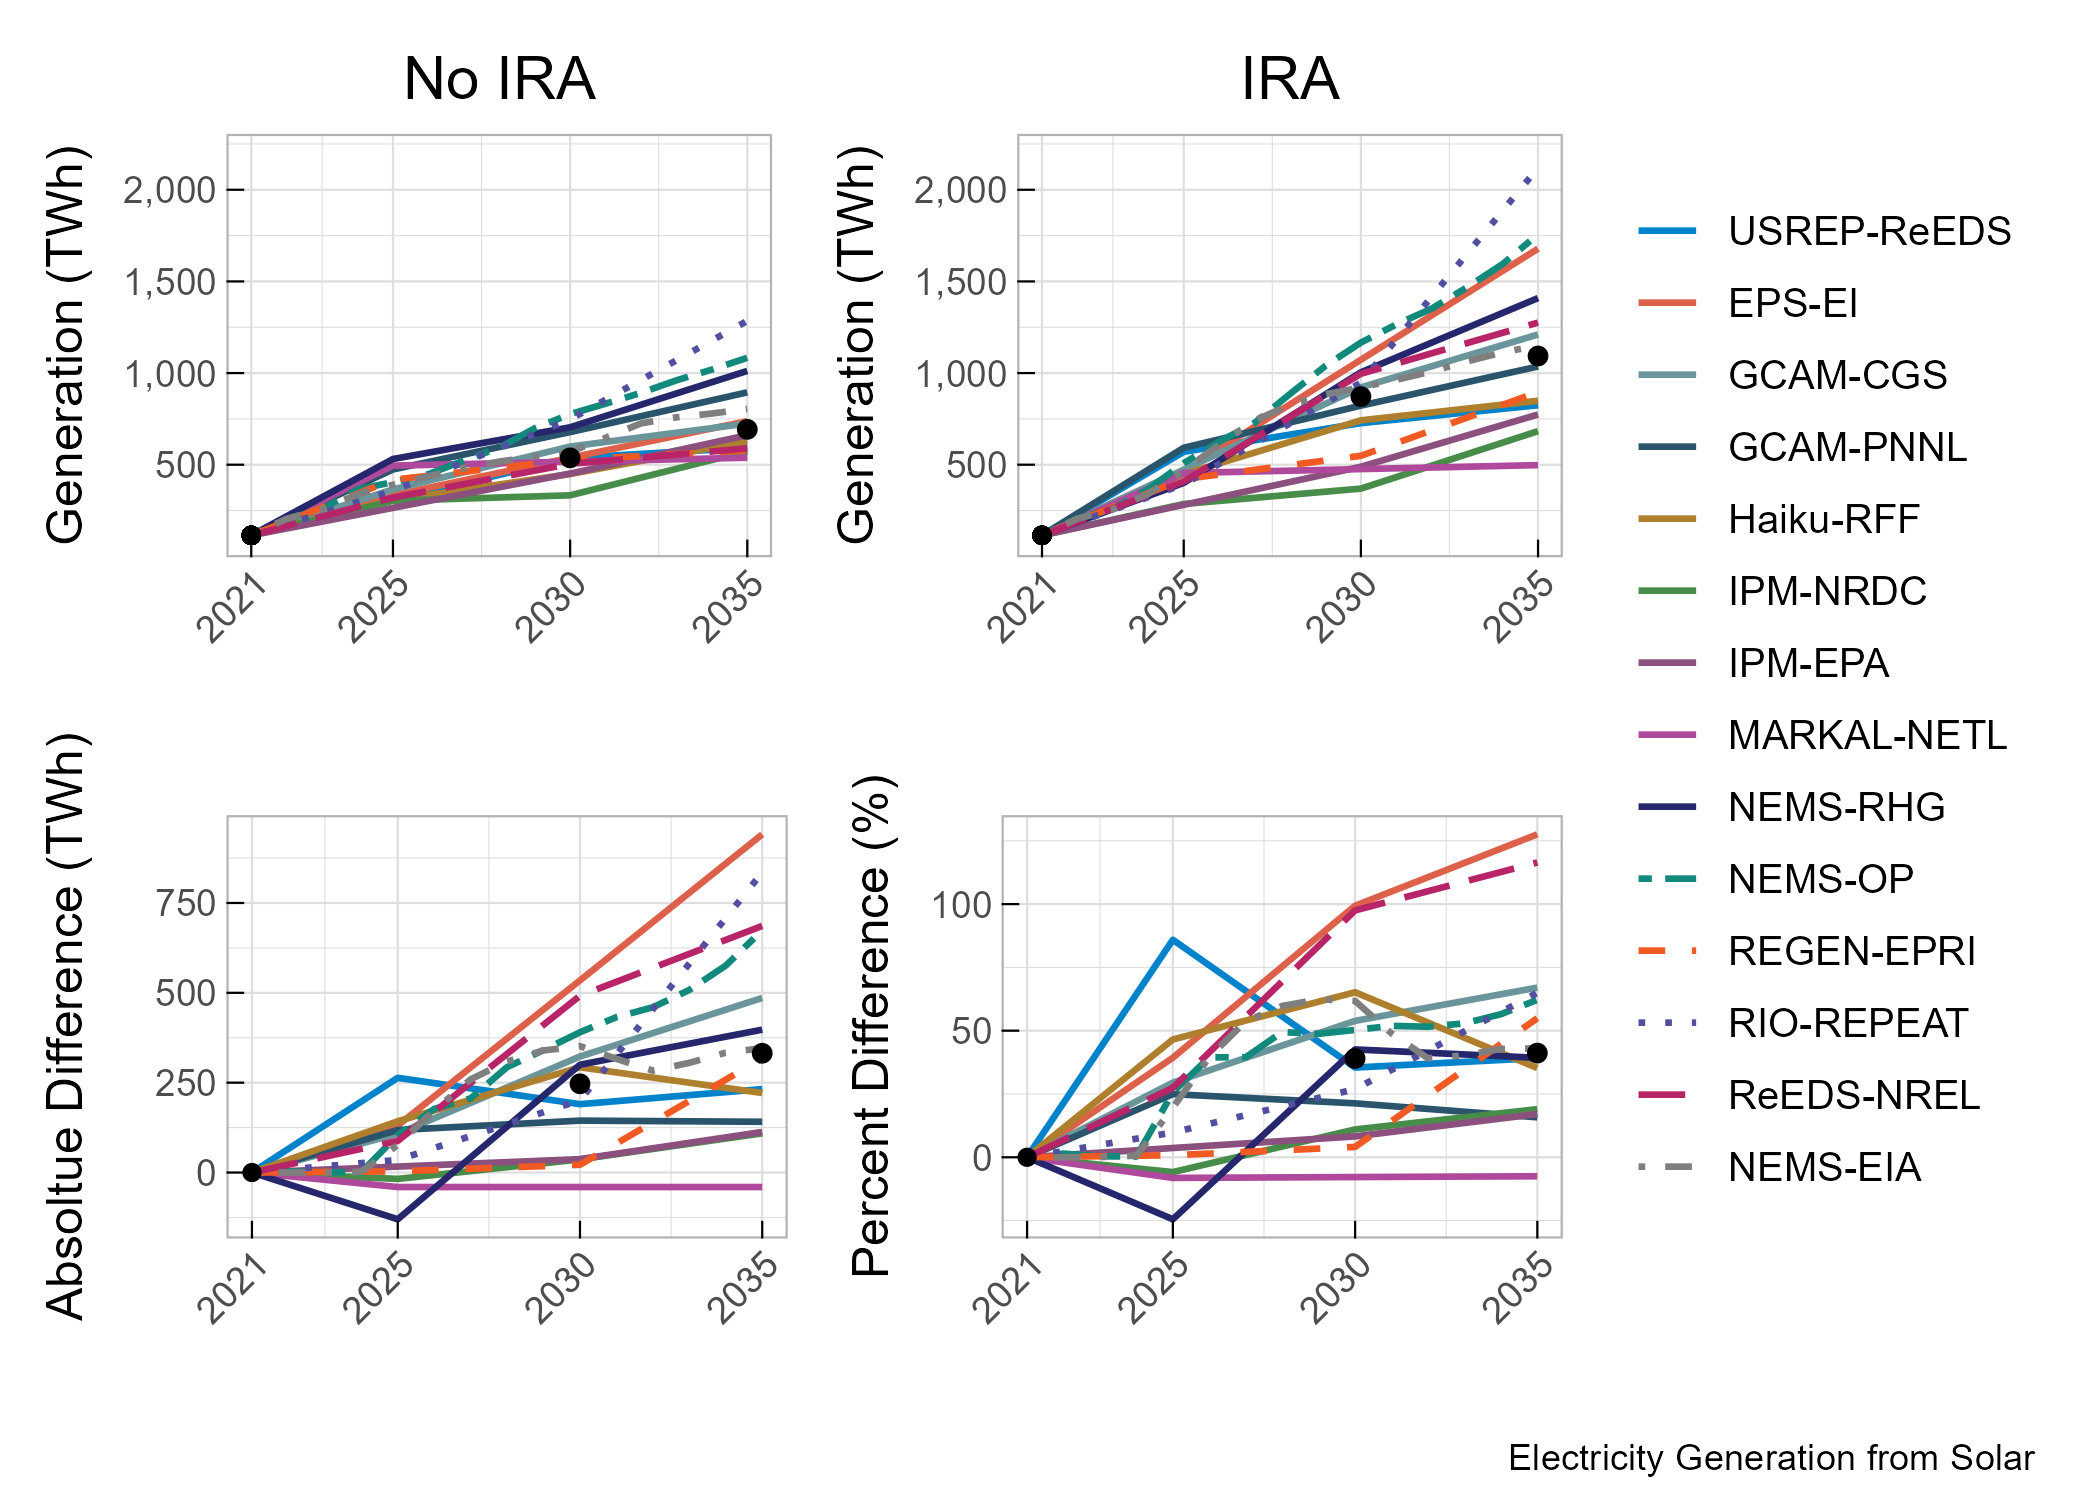 No IRA
IRA
Generation (TWh)
2,000
1,500
1,000
500
2021
2025
2030
2035
Generation (TWh)
2,000
1,500
1,000
500
2021
2025
2030
2035
Absoltue Difference (TWh)
750
500
250
0
2021
2025
2030
2035
Percent Difference (%)
100
50
0
2021
2025
2030
2035
USREP-ReEDS
EPS-EI
GCAM-CGS
GCAM-PNNL
Haiku-RFF
IPM-NRDC
IPM-EPA
MARKAL-NETL
NEMS-RHG
NEMS-OP
REGEN-EPRI
RIO-REPEAT
ReEDS-NREL
NEMS-EIA
Electricity Generation from Solar